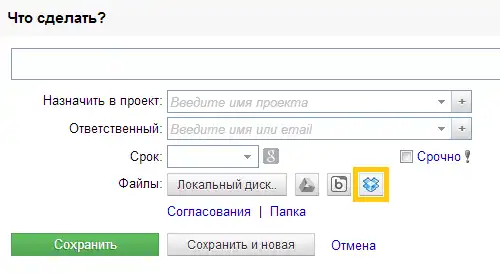 Что сделать?
Назначить в проект: Введите имя проекта +
Ответственный: Введите имя или email +
Срок: g Срочно !
Файлы: Локальный диск.. b
Согласования | Папка
Сохранить Сохранить и новая Отмена